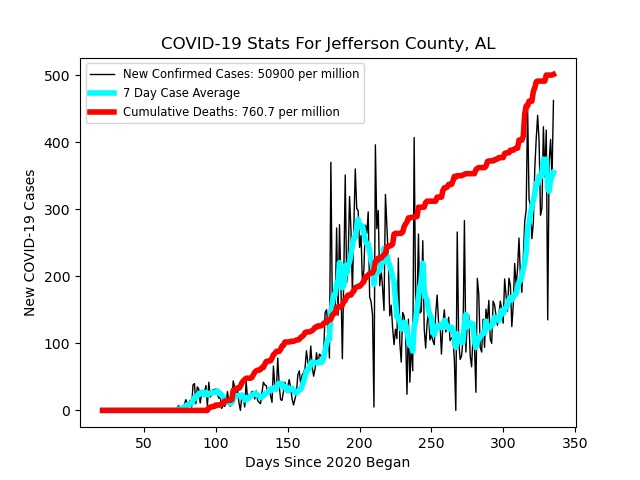 COVID-19 Stats For Jefferson County, AL
New Confirmed Cases: 50900 per million
7 Day Case Average
Cumulative Deaths: 760.7 per million
New COVID-19 Cases
500
400
300
200
100
0
50 100 150 200 250 300 350
Days Since 2020 Began